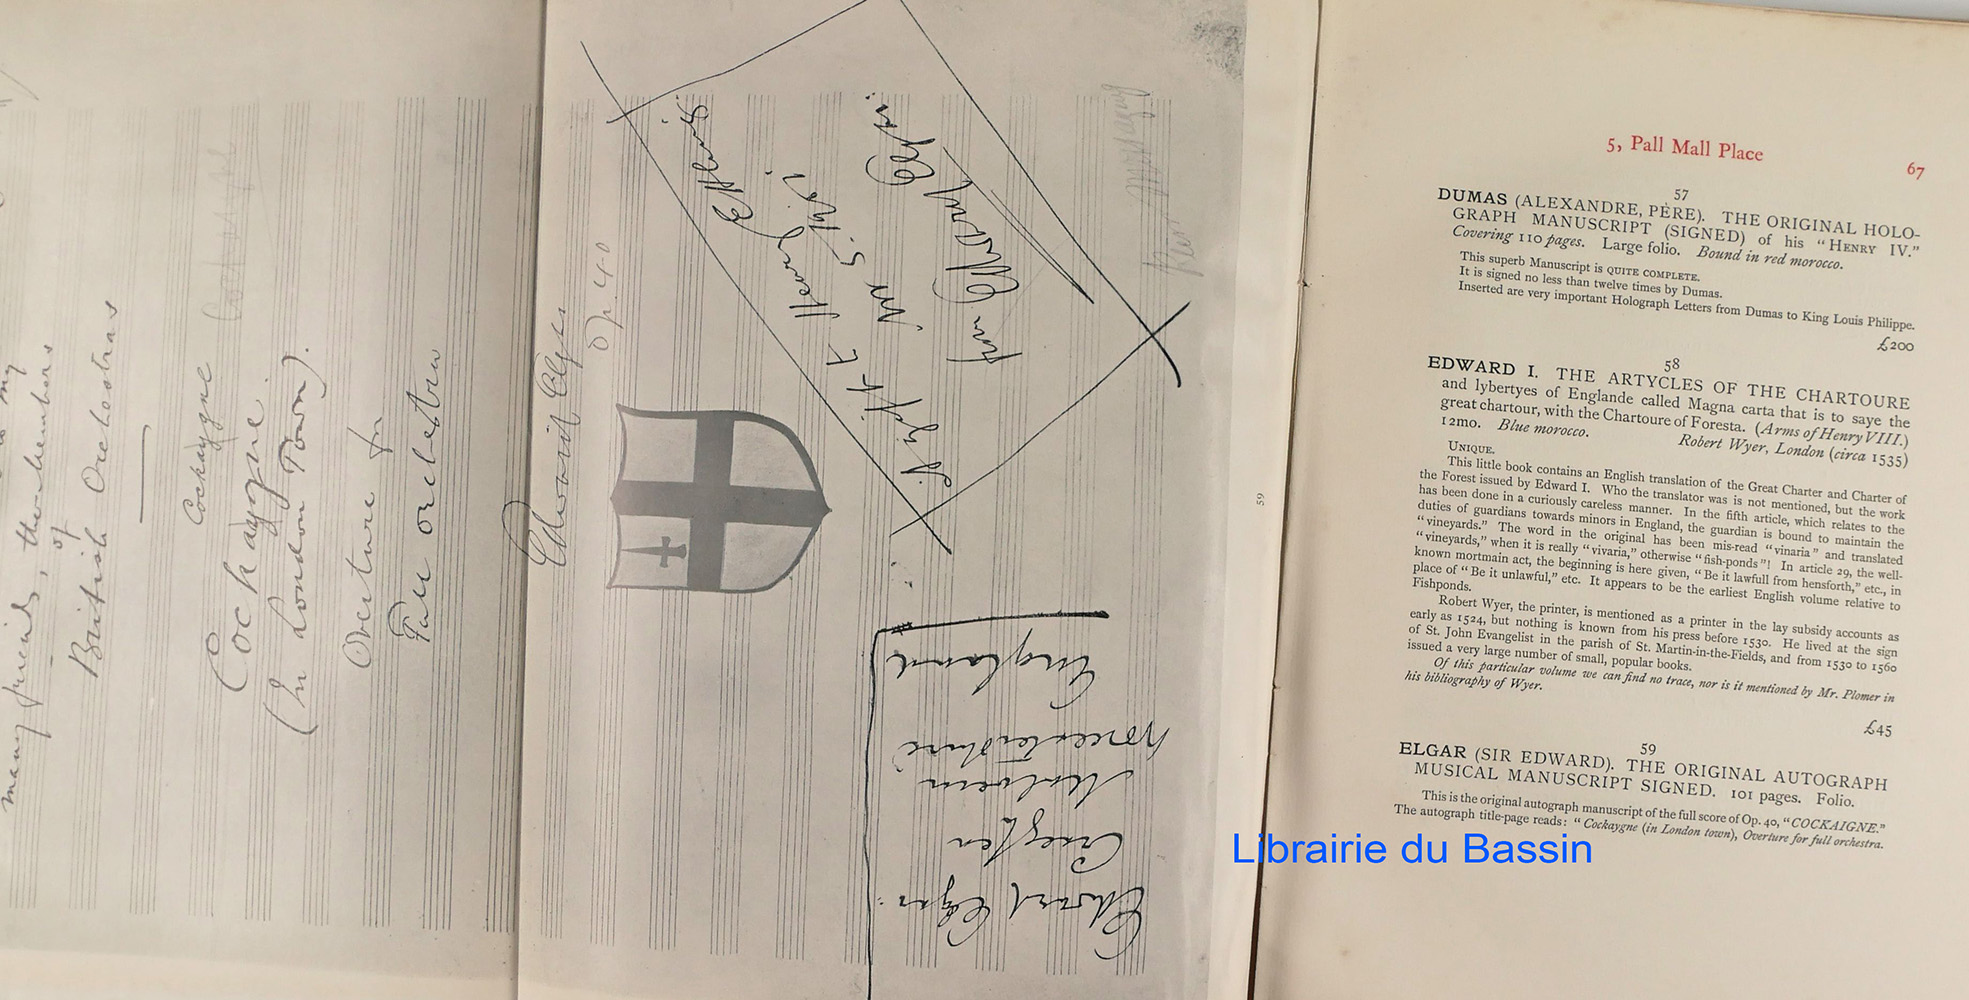 many friends, the members
of
British Orchestras
Cockaygne
Cockaygne.
(In London Town).
Overture for
Full orchestra
Edward Elgar
Op. 40
from Edward Elgar:
Edward Elgar:
Craeg Lea
Malvern
Worcestershire
England
59
5, Pall Mall Place
67
57
DUMAS (ALEXANDRE, PÈRE). THE ORIGINAL HOLO-
GRAPH MANUSCRIPT (SIGNED) of his “HENRY IV.”
Covering 110 pages. Large folio. Bound in red morocco.
This superb Manuscript is QUITE COMPLETE.
It is signed no less than twelve times by Dumas.
Inserted are very important Holograph Letters from Dumas to King Louis Philippe.
£200
58
EDWARD I. THE ARTYCLES OF THE CHARTOURE
and lybertyes of Englande called Magna carta that is to saye the
great chartour, with the Chartoure of Foresta. (Arms of Henry VIII.)
12mo. Blue morocco. Robert Wyer, London (circa 1535)
UNIQUE.
This little book contains an English translation of the Great Charter and Charter of
the Forest issued by Edward I. Who the translator was is not mentioned, but the work
has been done in a curiously careless manner. In the fifth article, which relates to the
duties of guardians towards minors in England, the guardian is bound to maintain the
“vineyards.” The word in the original has been mis-read “vinaria” and translated
“vineyards,” when it is really “vivaria,” otherwise “fish-ponds”! In article 29, the well-
known mortmain act, the beginning is here given, “Be it lawfull from hensforth,” etc., in
place of “Be it unlawful,” etc. It appears to be the earliest English volume relative to
Fishponds.
Robert Wyer, the printer, is mentioned as a printer in the lay subsidy accounts as
early as 1524, but nothing is known from his press before 1530. He lived at the sign
of St. John Evangelist in the parish of St. Martin-in-the-Fields, and from 1530 to 1560
issued a very large number of small, popular books.
Of this particular volume we can find no trace, nor is it mentioned by Mr. Plomer in
his bibliography of Wyer.
£45
59
ELGAR (SIR EDWARD). THE ORIGINAL AUTOGRAPH
MUSICAL MANUSCRIPT SIGNED. 101 pages. Folio.
This is the original autograph manuscript of the full score of Op. 40, “COCKAIGNE.”
The autograph title-page reads: “Cockaygne (in London town), Overture for full orchestra.
Librairie du Bassin